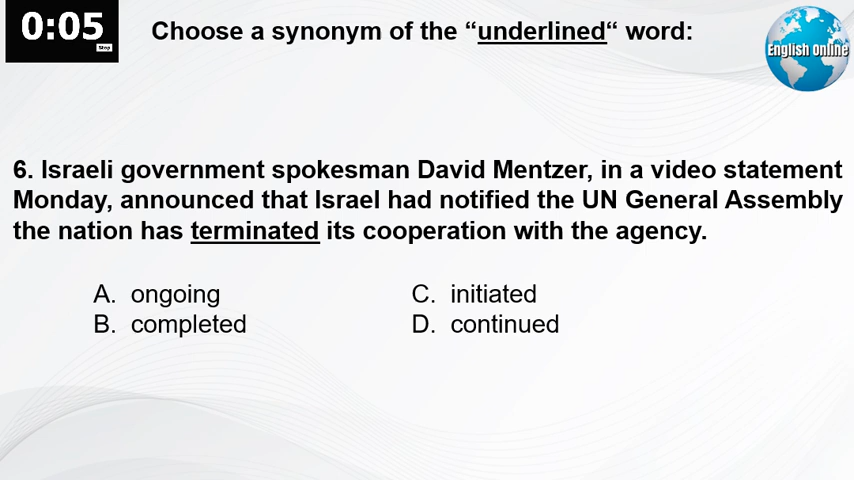 0:05
Stop
Choose a synonym of the “underlined“ word:
English Online
6. Israeli government spokesman David Mentzer, in a video statement
Monday, announced that Israel had notified the UN General Assembly
the nation has terminated its cooperation with the agency.
A. ongoing
B. completed
C. initiated
D. continued